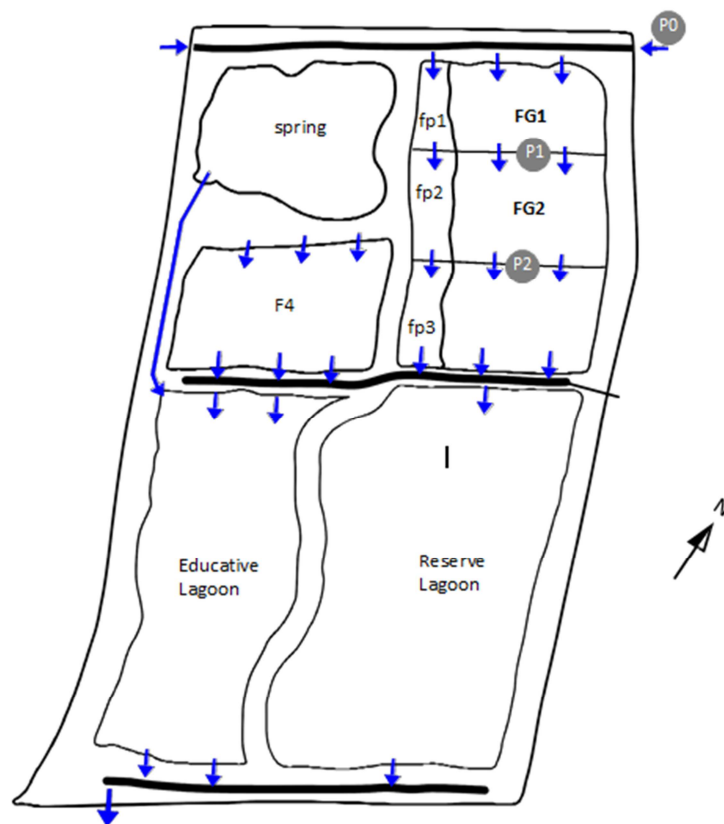 P0
spring
fp1
FG1
P1
fp2
FG2
P2
F4
fp3
I
N
Educative
Lagoon
Reserve
Lagoon